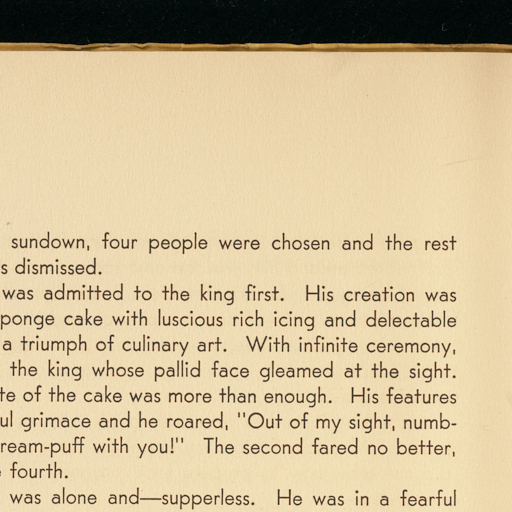 sundown, four people were chosen and the rest
s dismissed.
was admitted to the king first. His creation was
ponge cake with luscious rich icing and delectable
a triumph of culinary art. With infinite ceremony,
the king whose pallid face gleamed at the sight.
te of the cake was more than enough. His features
ul grimace and he roared, "Out of my sight, numb-
ream-puff with you!" The second fared no better,
fourth.
was alone and—supperless. He was in a fearful